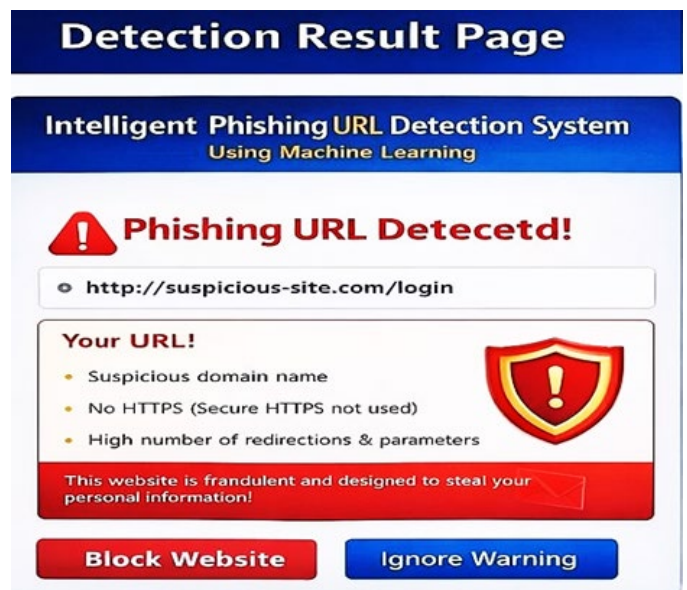 Detection Result Page
Intelligent Phishing URL Detection System
Using Machine Learning
Phishing URL Detecetd!
http://suspicious-site.com/login
Your URL!
• Suspicious domain name
• No HTTPS (Secure HTTPS not used)
• High number of redirections & parameters
This website is frandulent and designed to steal your
personal information!
Block Website
Ignore Warning